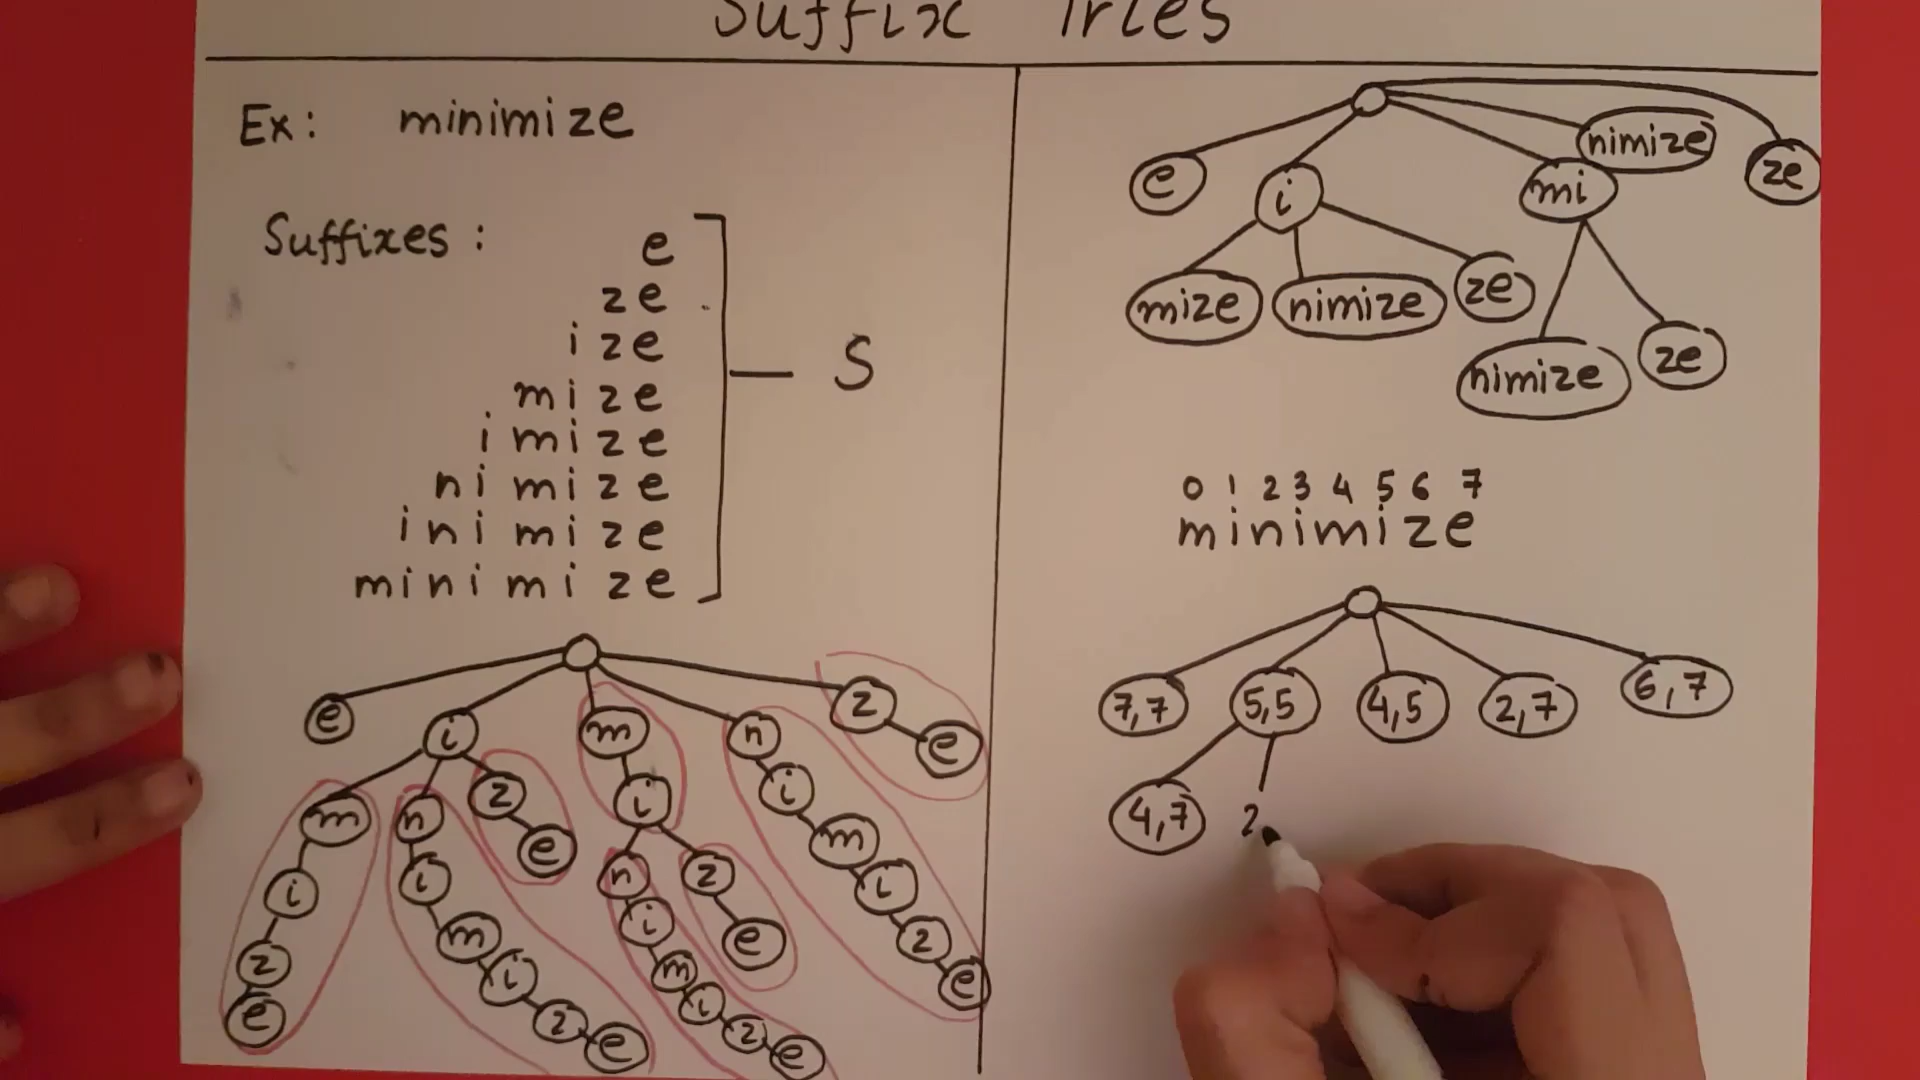 Suffix Tries
Ex: minimize
Suffixes :
e
ze
ize
mize
imize
nimize
inimize
minimize
S
e
i
m
n
z
e
m
n
z
i
i
i
e
n
z
m
i
i
m
i
e
i
z
m
i
m
z
e
i
z
i
e
z
e
z
e
e
nimize
ze
e
i
mi
mize
nimize
ze
nimize
ze
0 1 2 3 4 5 6 7
minimize
7,7
5,5
4,5
2,7
6,7
4,7
2